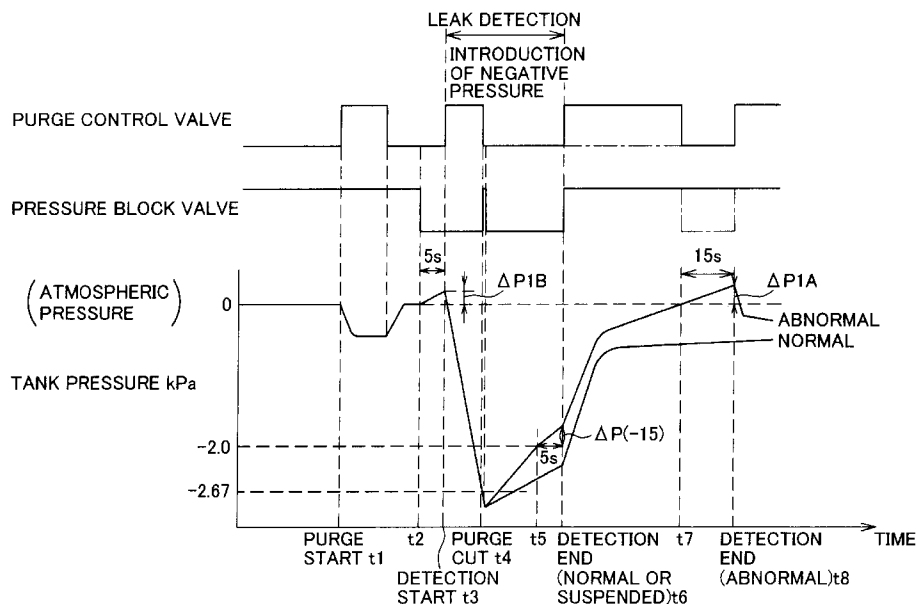 LEAK DETECTION
INTRODUCTION
OF NEGATIVE
PRESSURE
PURGE CONTROL VALVE
PRESSURE BLOCK VALVE
5s
ΔP1B
15s
ΔP1A
(ATMOSPHERIC
PRESSURE)
0
ABNORMAL
NORMAL
TANK PRESSURE kPa
-2.0
ΔP(-15)
5s
-2.67
PURGE
START t1
t2
DETECTION
START t3
PURGE
CUT t4
t5
DETECTION
END
(NORMAL OR
SUSPENDED)t6
t7
DETECTION
END
(ABNORMAL)t8
TIME